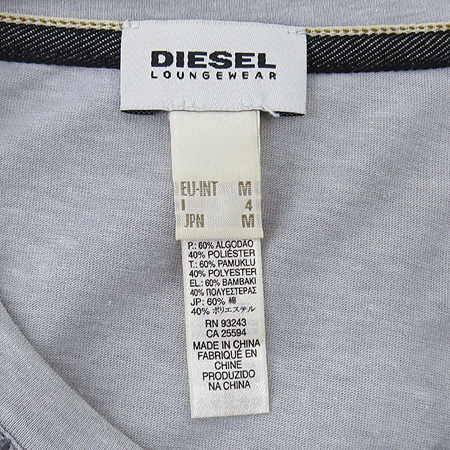 DIESEL
LOUNGEWEAR
EU-INT M
I 4
JPN M
P.: 60% ALGODÃO
40% POLIÉSTER
T.: 60% PAMUKLU
40% POLYESTER
EL.: 60% BAMBAKI
40% ΠΟΛΥΕΣΤΕΡΑΣ
JP: 60% 綿
40% ポリエステル
RN 93243
CA 25594
MADE IN CHINA
FABRIQUÉ EN
CHINE
PRODUZIDO
NA CHINA